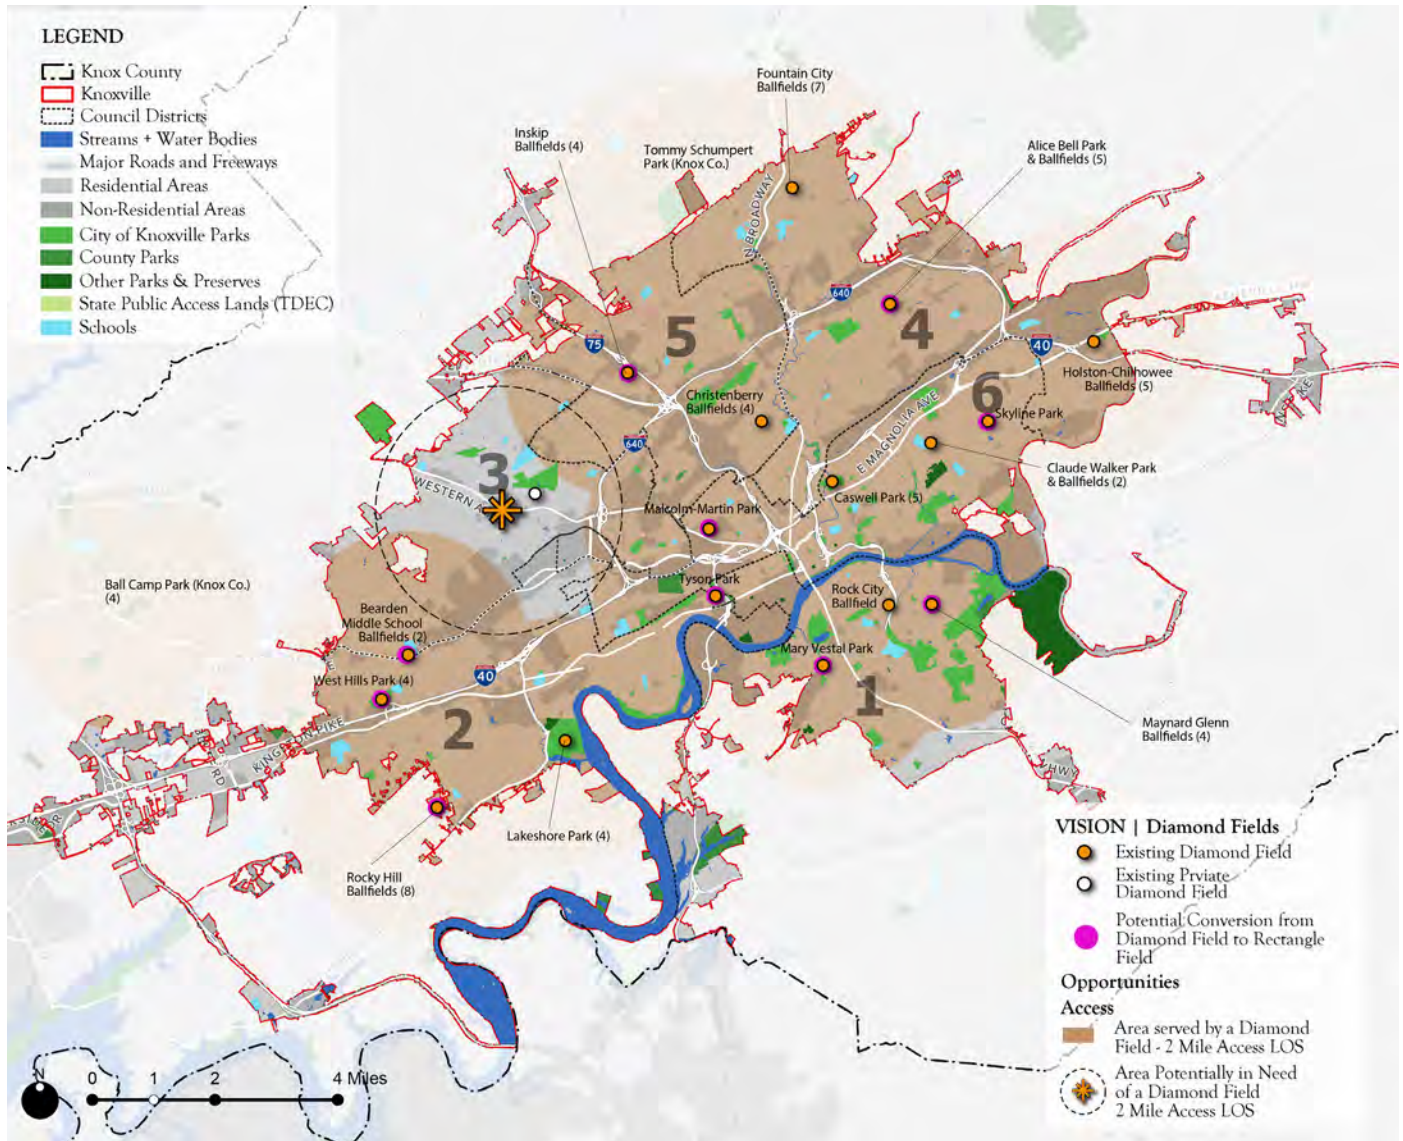 LEGEND
Knox County
Knoxville
Council Districts
Streams + Water Bodies
Major Roads and Freeways
Residential Areas
Non-Residential Areas
City of Knoxville Parks
County Parks
Other Parks & Preserves
State Public Access Lands (TDEC)
Schools
Fountain City
Ballfields (7)
Inskip
Ballfields (4)
Tommy Schumpert
Park (Knox Co.)
Alice Bell Park
& Ballfields (5)
N BROADWAY
640
75
5
4
40
Holston-Chilhowee
Ballfields (5)
6
Christenberry
Ballfields (4)
Skyline Park
E MAGNOLIA AVE
640
Claude Walker Park
& Ballfields (2)
3
WESTERN
Caswell Park (5)
Malcolm-Martin Park
Ball Camp Park (Knox Co.)
(4)
Tyson Park
Rock City
Ballfield
Bearden
Middle School
Ballfields (2)
Mary Vestal Park
West Hills Park (4)
40
1
2
KINGSTON PIKE
Maynard Glenn
Ballfields (4)
HWY
RD
Lakeshore Park (4)
Rocky Hill
Ballfields (8)
VISION | Diamond Fields
Existing Diamond Field
Existing Prviate
Diamond Field
Potential Conversion from
Diamond Field to Rectangle
Field
Opportunities
Access
Area served by a Diamond
Field - 2 Mile Access LOS
Area Potentially in Need
of a Diamond Field
2 Mile Access LOS
N
0 1 2 4 Miles